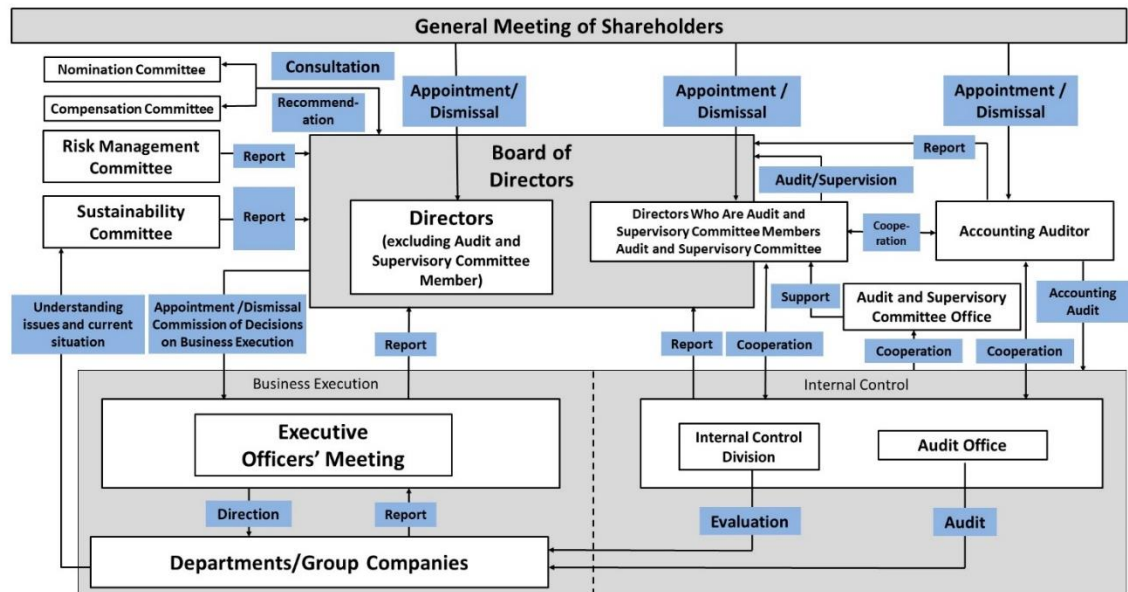 General Meeting of Shareholders
Nomination Committee
Consultation
Appointment/
Dismissal
Appointment /
Dismissal
Appointment /
Dismissal
Compensation Committee
Recommend-
ation
Risk Management
Committee
Report
Board of
Directors
Report
Audit/Supervision
Sustainability
Committee
Report
Directors
(excluding Audit and
Supervisory Committee
Member)
Directors Who Are Audit and
Supervisory Committee Members
Audit and Supervisory Committee
Coope-
ration
Accounting Auditor
Understanding
issues and current
situation
Appointment /Dismissal
Commission of Decisions
on Business Execution
Report
Report
Cooperation
Support
Audit and Supervisory
Committee Office
Cooperation
Cooperation
Accounting
Audit
Business Execution
Internal Control
Executive
Officers' Meeting
Internal Control
Division
Audit Office
Direction
Report
Evaluation
Audit
Departments/Group Companies